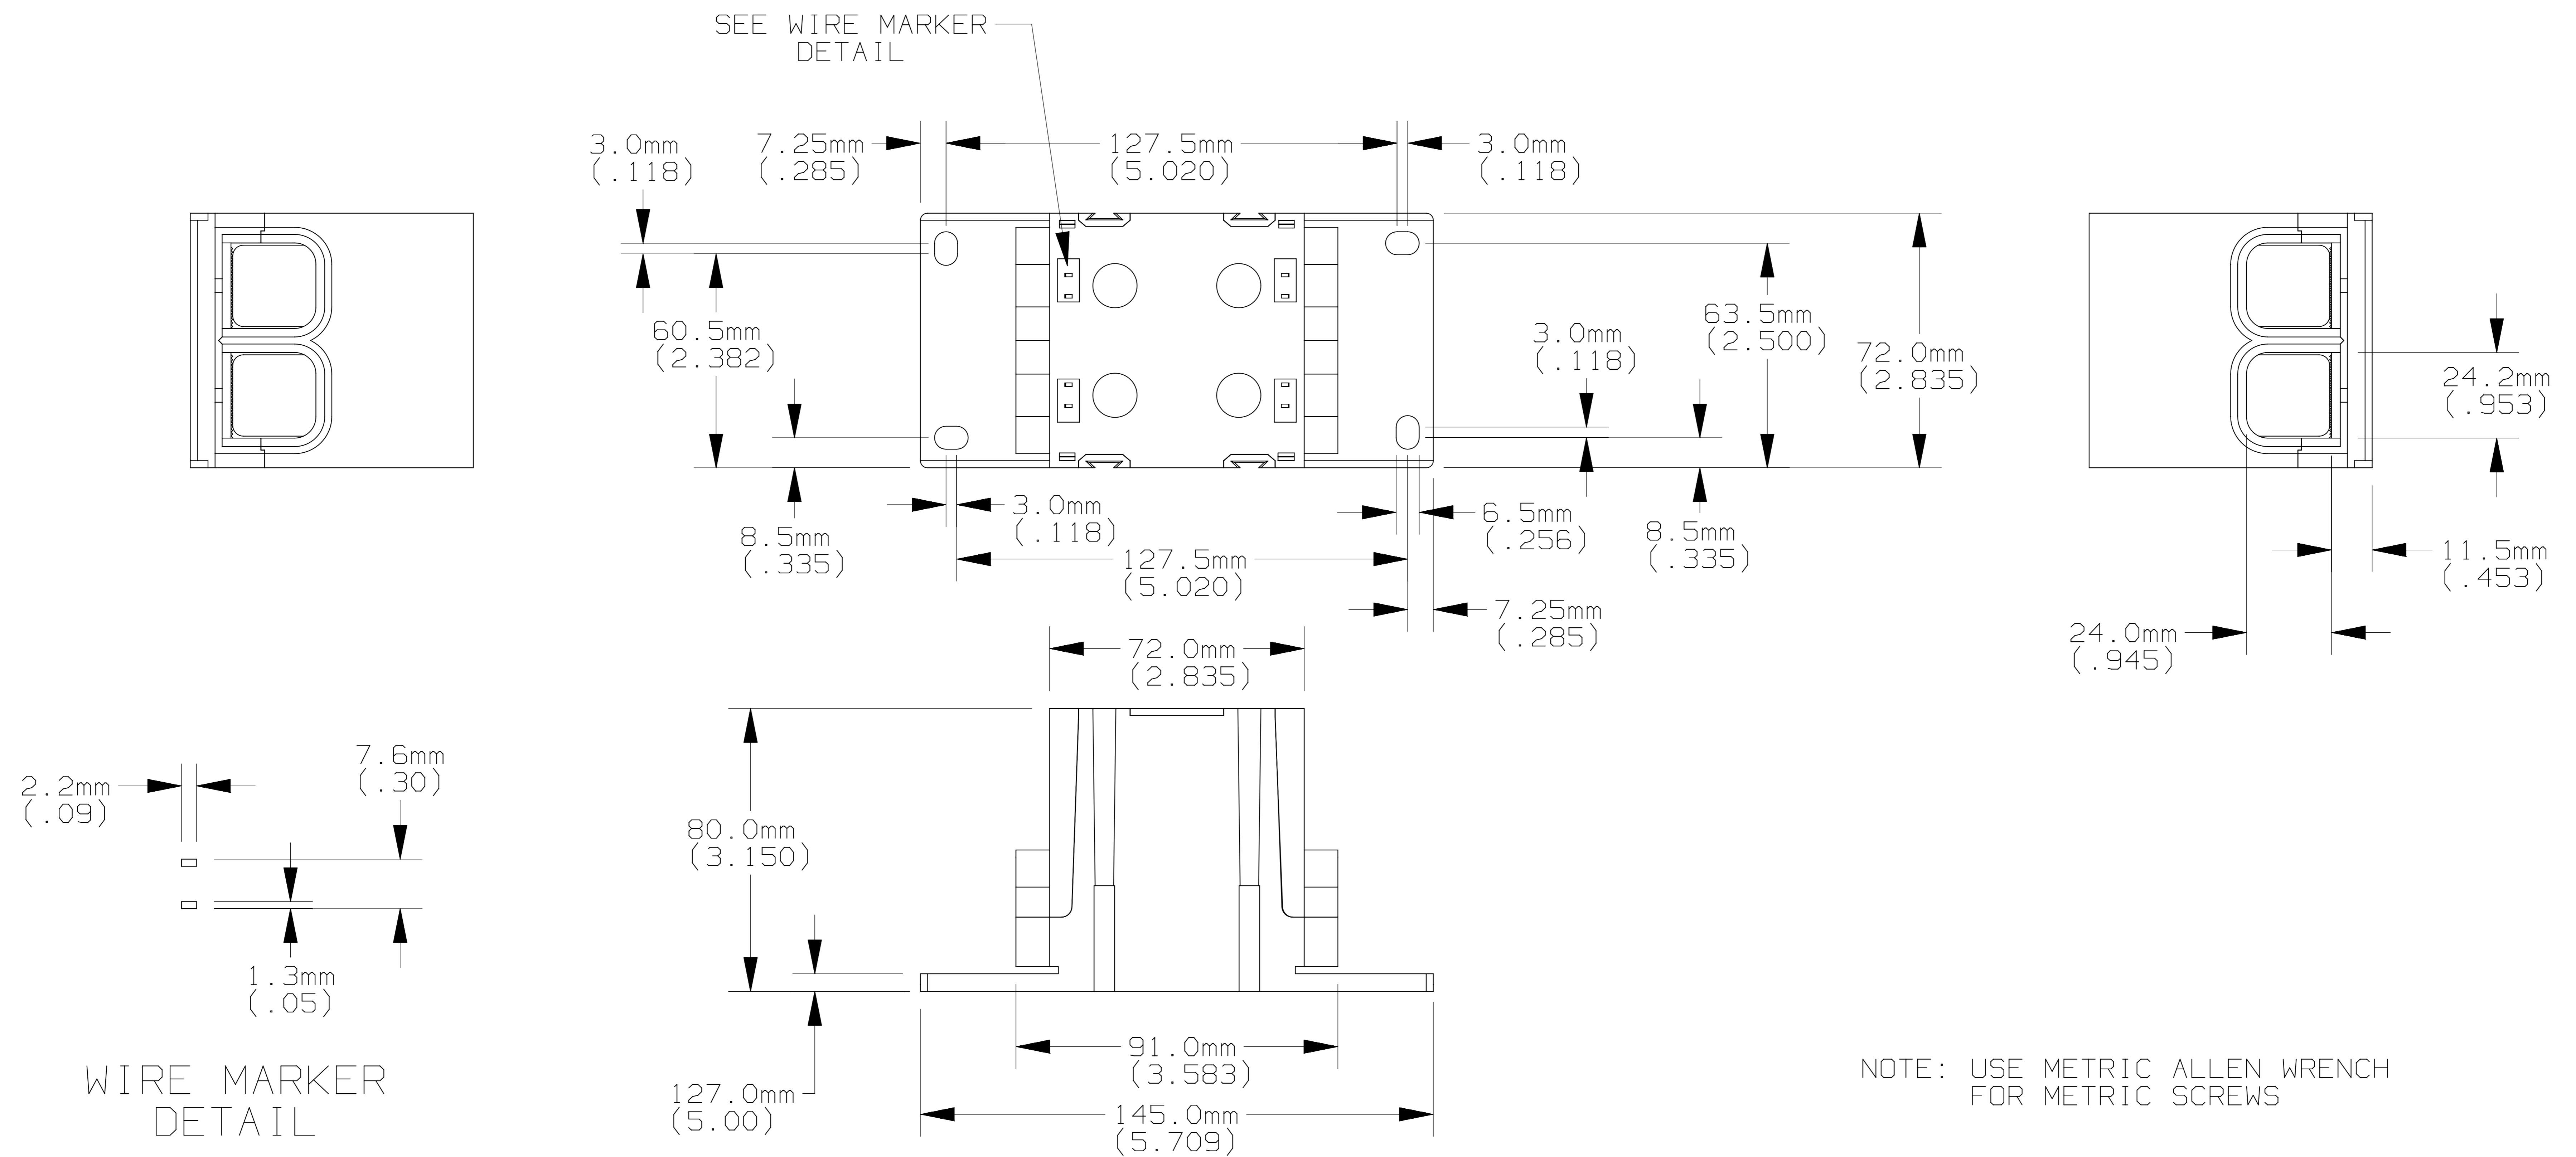 SEE WIRE MARKER
DETAIL
3.0mm
(.118)
7.25mm
(.285)
127.5mm
(5.020)
3.0mm
(.118)
60.5mm
(2.382)
63.5mm
(2.500)
3.0mm
(.118)
72.0mm
(2.835)
24.2mm
(.953)
8.5mm
(.335)
3.0mm
(.118)
6.5mm
(.256)
8.5mm
(.335)
127.5mm
(5.020)
11.5mm
(.453)
7.25mm
(.285)
24.0mm
(.945)
72.0mm
(2.835)
7.6mm
(.30)
2.2mm
(.09)
80.0mm
(3.150)
1.3mm
(.05)
WIRE MARKER
DETAIL
91.0mm
(3.583)
127.0mm
(5.00)
145.0mm
(5.709)
NOTE: USE METRIC ALLEN WRENCH
FOR METRIC SCREWS